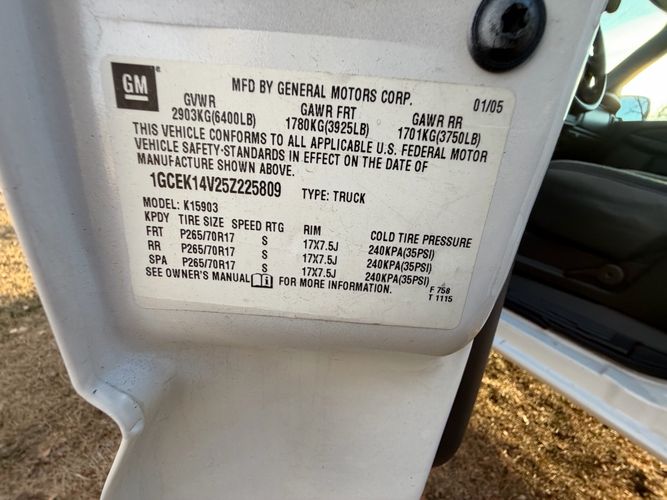 GM
MFD BY GENERAL MOTORS CORP. 01/05
GVWR GAWR FRT GAWR RR
2903KG(6400LB) 1780KG(3925LB) 1701KG(3750LB)
THIS VEHICLE CONFORMS TO ALL APPLICABLE U.S. FEDERAL MOTOR
VEHICLE SAFETY-STANDARDS IN EFFECT ON THE DATE OF
MANUFACTURE SHOWN ABOVE.
1GCEK14V25Z225809 TYPE: TRUCK
MODEL: K15903
KPDY TIRE SIZE SPEED RTG RIM COLD TIRE PRESSURE
FRT P265/70R17 S 17X7.5J 240KPA(35PSI)
RR P265/70R17 S 17X7.5J 240KPA(35PSI)
SPA P265/70R17 S 17X7.5J 240KPA(35PSI)
SEE OWNER'S MANUAL FOR MORE INFORMATION.
F 758
T 1115